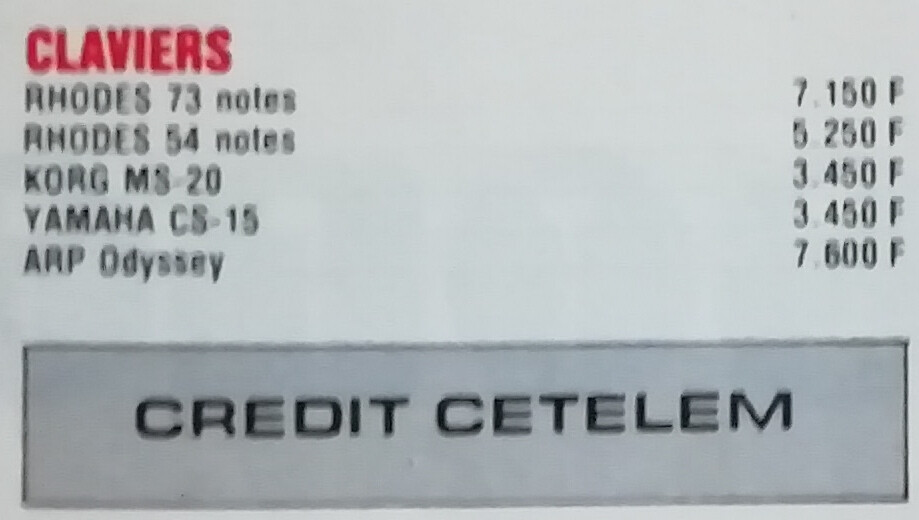 CLAVIERS
RHODES 73 notes 7.150 F
RHODES 54 notes 5.250 F
KORG MS-20 3.450 F
YAMAHA CS-15 3.450 F
ARP Odyssey 7.600 F
CREDIT CETELEM